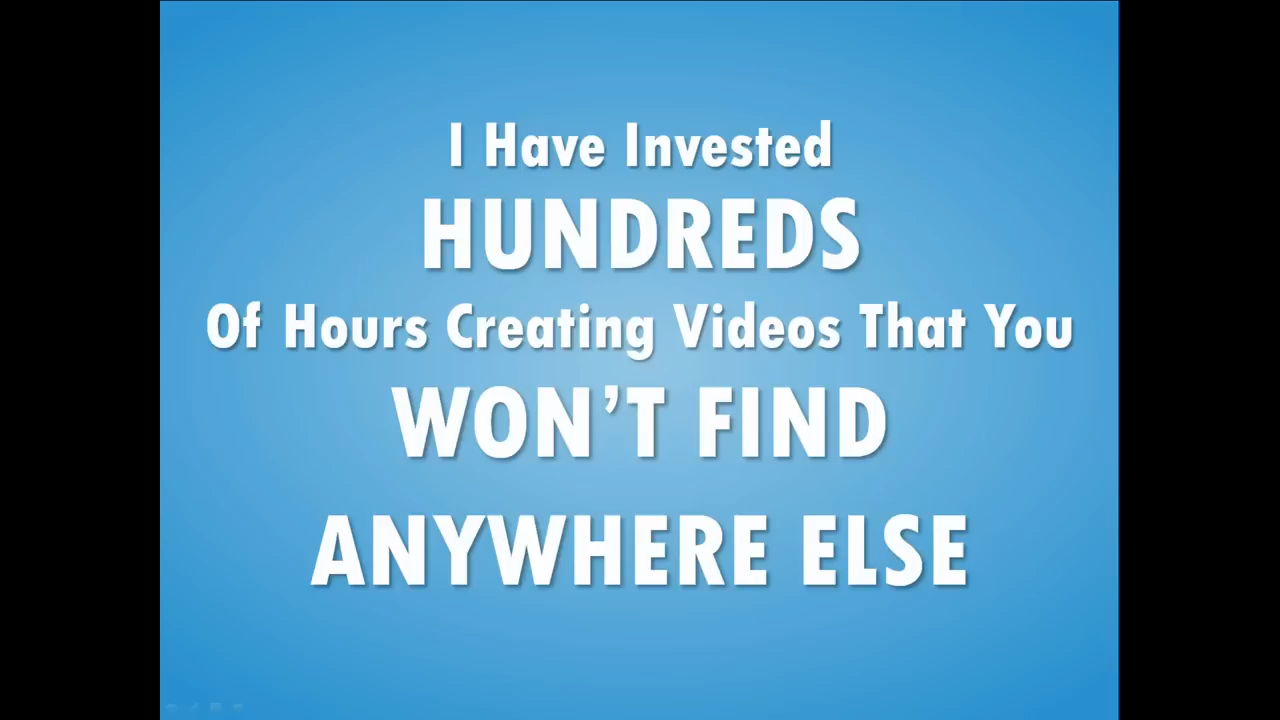 I Have Invested
HUNDREDS
Of Hours Creating Videos That You
WON’T FIND
ANYWHERE ELSE